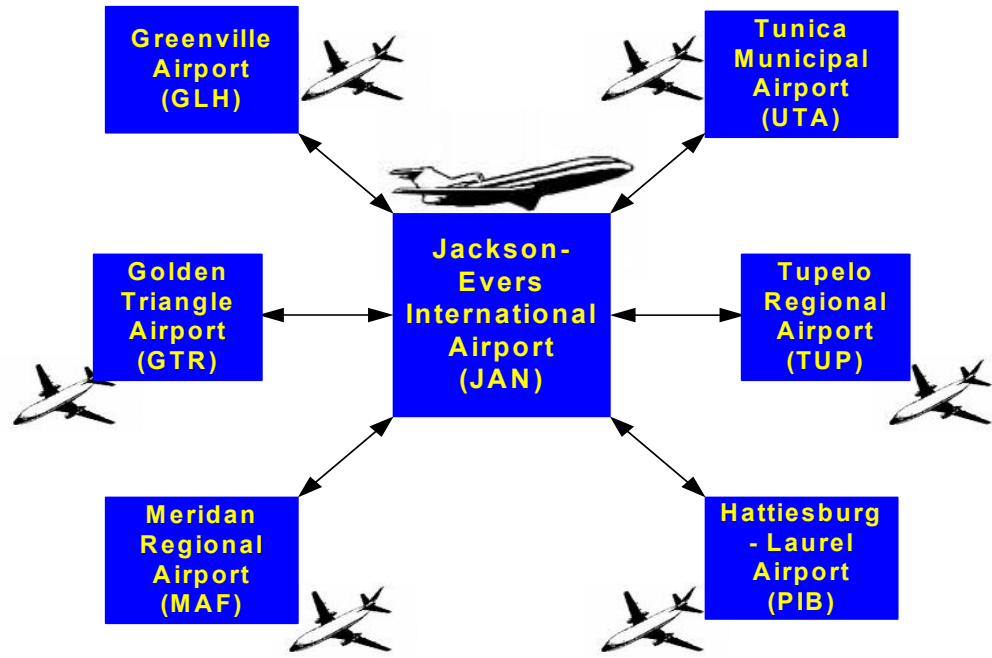 Greenville
Airport
(GLH)
Tunica
Municipal
Airport
(UTA)
Jackson-
Evers
International
Airport
(JAN)
Golden
Triangle
Airport
(GTR)
Tupelo
Regional
Airport
(TUP)
Meridan
Regional
Airport
(MAF)
Hattiesburg
- Laurel
Airport
(PIB)